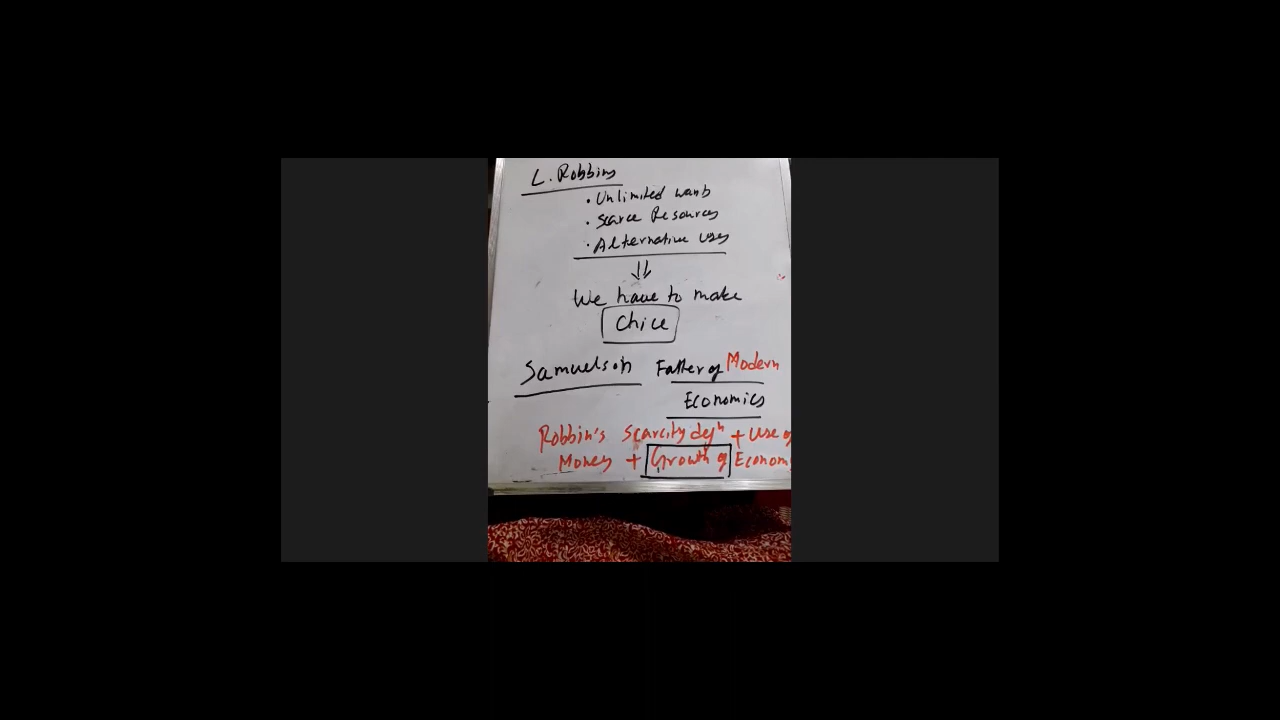 L. Robbins
· Unlimited wants
· Scarce Resources
· Alternative Uses
⇓
We have to make
Chice
Samuelson Father of Modern
Economics
Robbin's Scarcity defⁿ + Use of
Money + Growth of Econom